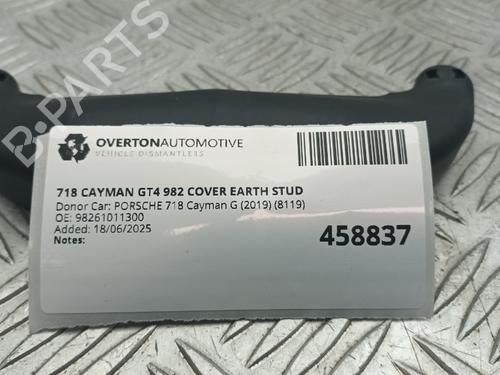 B-PARTS
OVERTONAUTOMOTIVE
VEHICLE DISMANTLERS
718 CAYMAN GT4 982 COVER EARTH STUD
Donor Car: PORSCHE 718 Cayman G (2019) (8119)
OE: 98261011300
Added: 18/06/2025
Notes:
458837